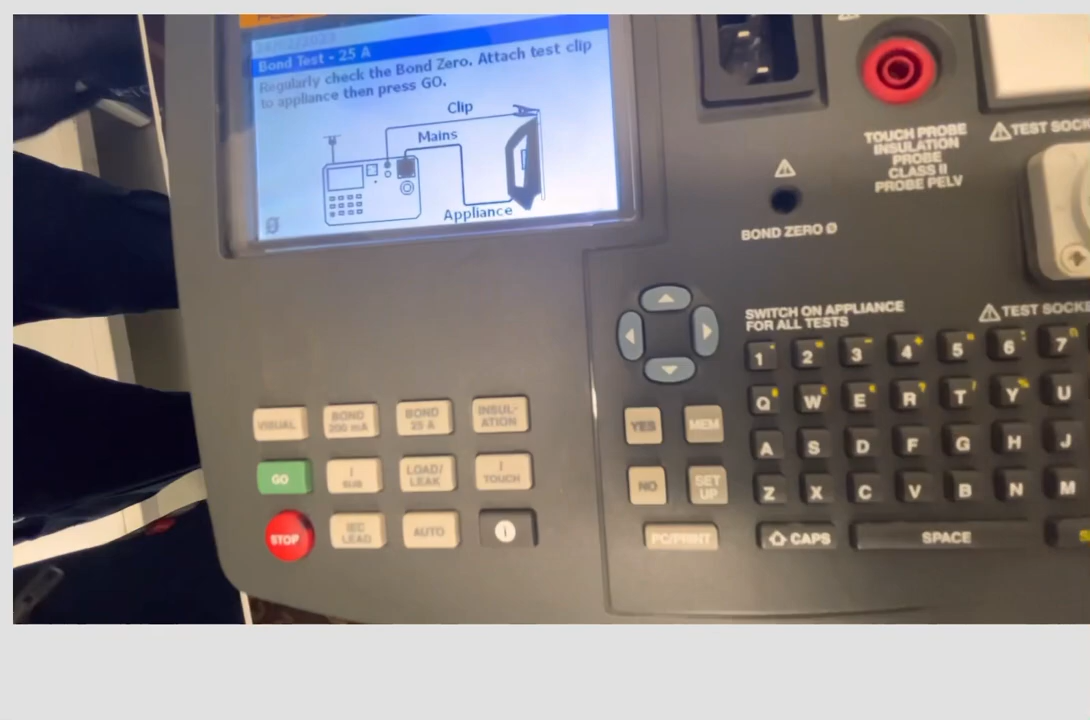 Bond Test - 25 A
Regularly check the Bond Zero. Attach test clip
to appliance then press GO.
Clip
Mains
Appliance
TOUCH PROBE
INSULATION
PROBE
CLASS II
PROBE PELV
TEST SOCK
BOND ZERO Ø
SWITCH ON APPLIANCE
FOR ALL TESTS
TEST SOCKE
1 2 3 4 5 6 7
Q W E R T Y U
A S D F G H J
Z X C V B N M
CAPS SPACE
VISUAL
BOND
200 mA
BOND
25 A
INSUL-
ATION
YES
MEM
GO
I
SUB
LOAD/
LEAK
I
TOUCH
NO
SET
UP
STOP
IEC
LEAD
AUTO
i
PC/PRINT